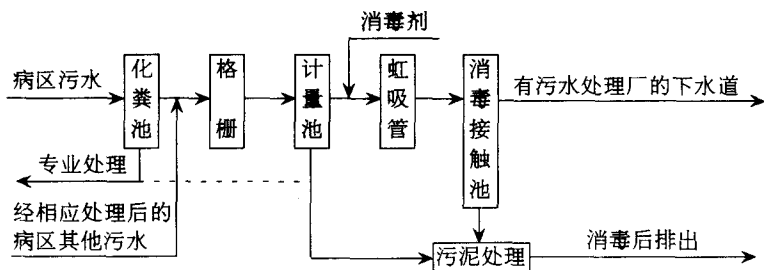 消毒剂
病区污水
化粪池
格栅
计量池
虹吸管
消毒接触池
有污水处理厂的下水道
专业处理
经相应处理后的
病区其他污水
污泥处理
消毒后排出